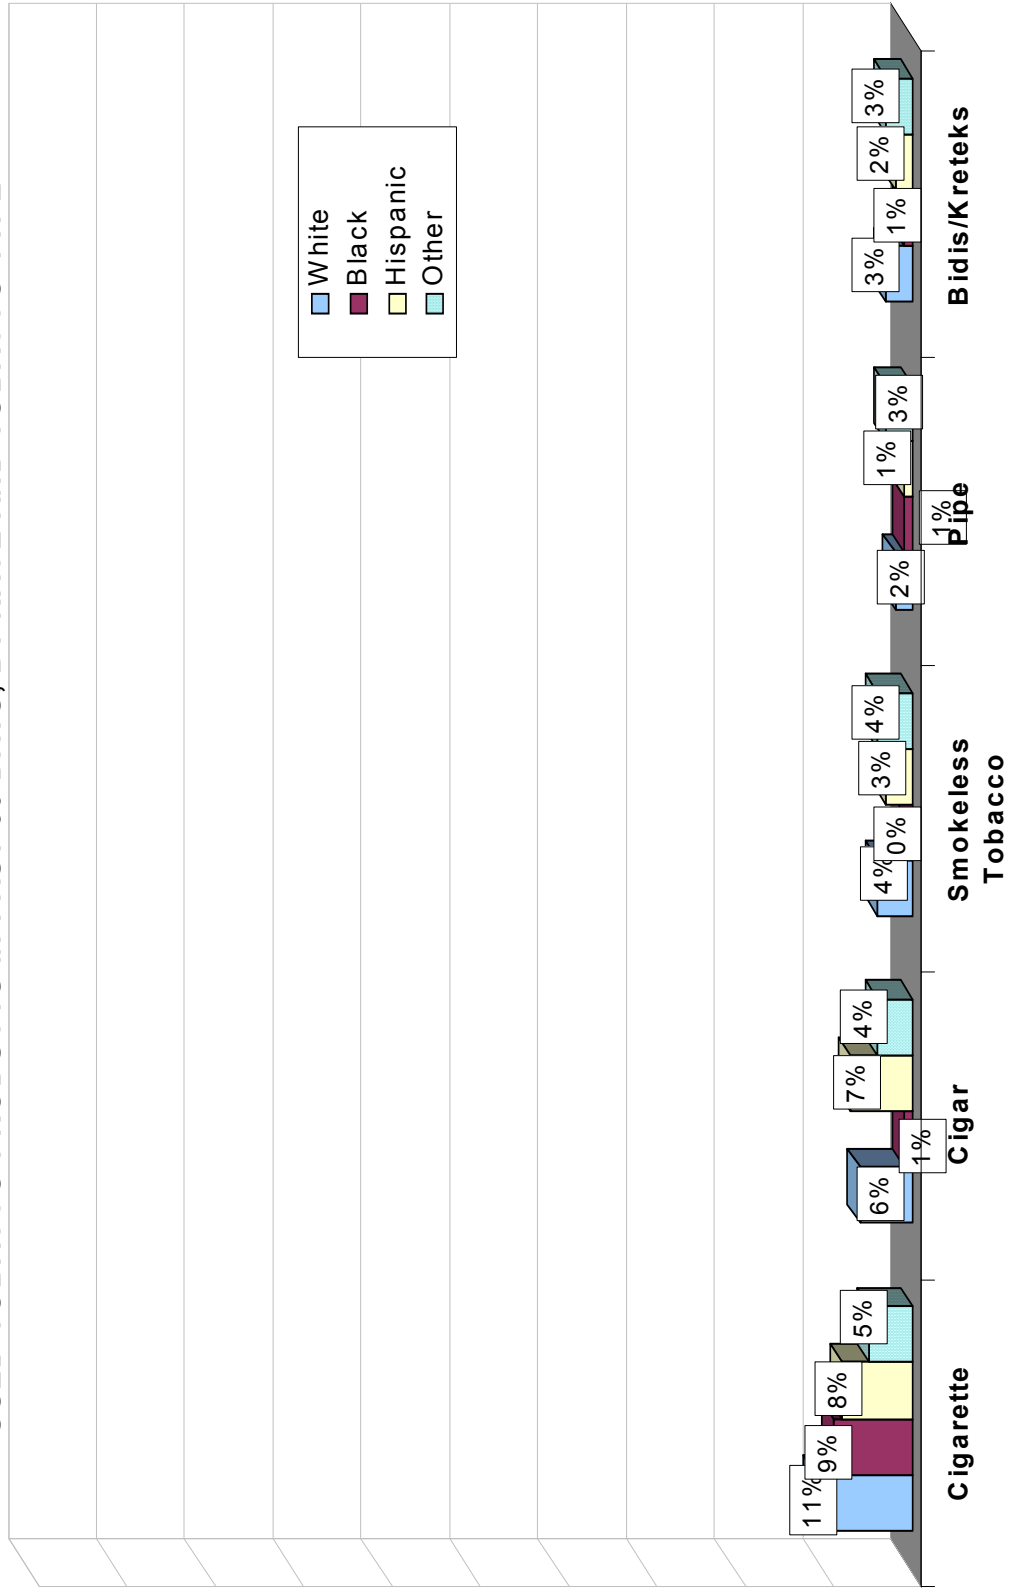 White
Black
Hispanic
Other
11%
9%
8%
5%
6%
1%
7%
4%
4%
0%
3%
4%
2%
1%
1%
3%
3%
1%
2%
3%
Cigarette
Cigar
Smokeless
Tobacco
Pipe
Bidis/Kreteks